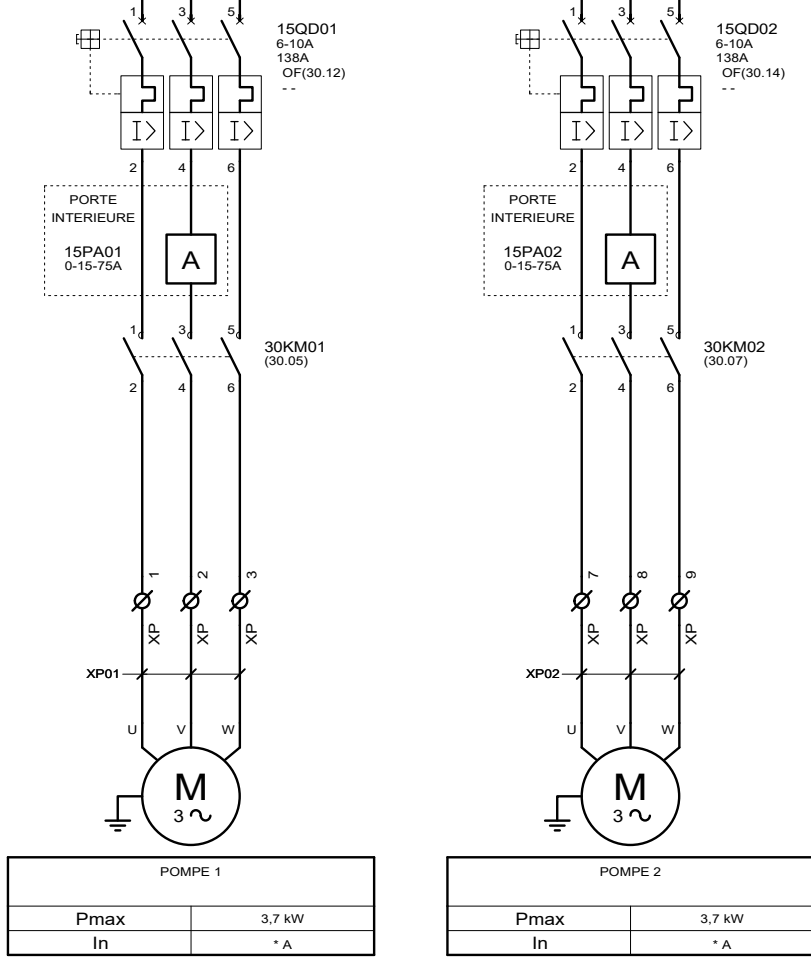 1 3 5
15QD01
6-10A
138A
OF(30.12)
- -
I> I> I>
2 4 6
PORTE
INTERIEURE
15PA01
0-15-75A
A
1 3 5
30KM01
(30.05)
2 4 6
1 2 3
XP XP XP
XP01
U V W
M
3 ~
POMPE 1
Pmax 3,7 kW
In * A
1 3 5
15QD02
6-10A
138A
OF(30.14)
- -
I> I> I>
2 4 6
PORTE
INTERIEURE
15PA02
0-15-75A
A
1 3 5
30KM02
(30.07)
2 4 6
7 8 9
XP XP XP
XP02
U V W
M
3 ~
POMPE 2
Pmax 3,7 kW
In * A